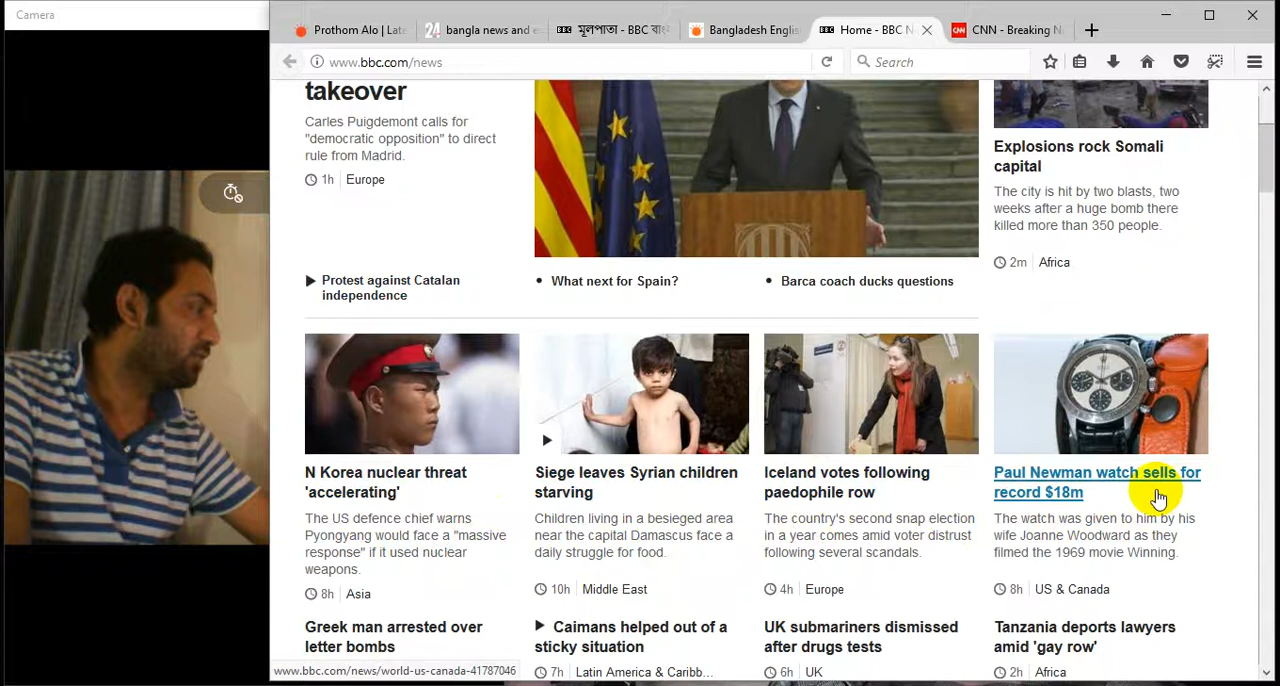 Camera
Prothom Alo | Late
24 bangla news and e
BBC মূলপাতা - BBC বাং
Bangladesh Englis
BBC Home - BBC N
CNN CNN - Breaking N
www.bbc.com/news
Search
takeover
Carles Puigdemont calls for
"democratic opposition" to direct
rule from Madrid.
1h Europe
Explosions rock Somali
capital
The city is hit by two blasts, two
weeks after a huge bomb there
killed more than 350 people.
2m Africa
Protest against Catalan
independence
What next for Spain?
Barca coach ducks questions
N Korea nuclear threat
'accelerating'
The US defence chief warns
Pyongyang would face a "massive
response" if it used nuclear
weapons.
8h Asia
Siege leaves Syrian children
starving
Children living in a besieged area
near the capital Damascus face a
daily struggle for food.
10h Middle East
Iceland votes following
paedophile row
The country's second snap election
in a year comes amid voter distrust
following several scandals.
4h Europe
Paul Newman watch sells for
record $18m
The watch was given to him by his
wife Joanne Woodward as they
filmed the 1969 movie Winning.
8h US & Canada
Greek man arrested over
letter bombs
Caimans helped out of a
sticky situation
7h Latin America & Caribb...
UK submariners dismissed
after drugs tests
6h UK
Tanzania deports lawyers
amid 'gay row'
2h Africa
www.bbc.com/news/world-us-canada-41787046